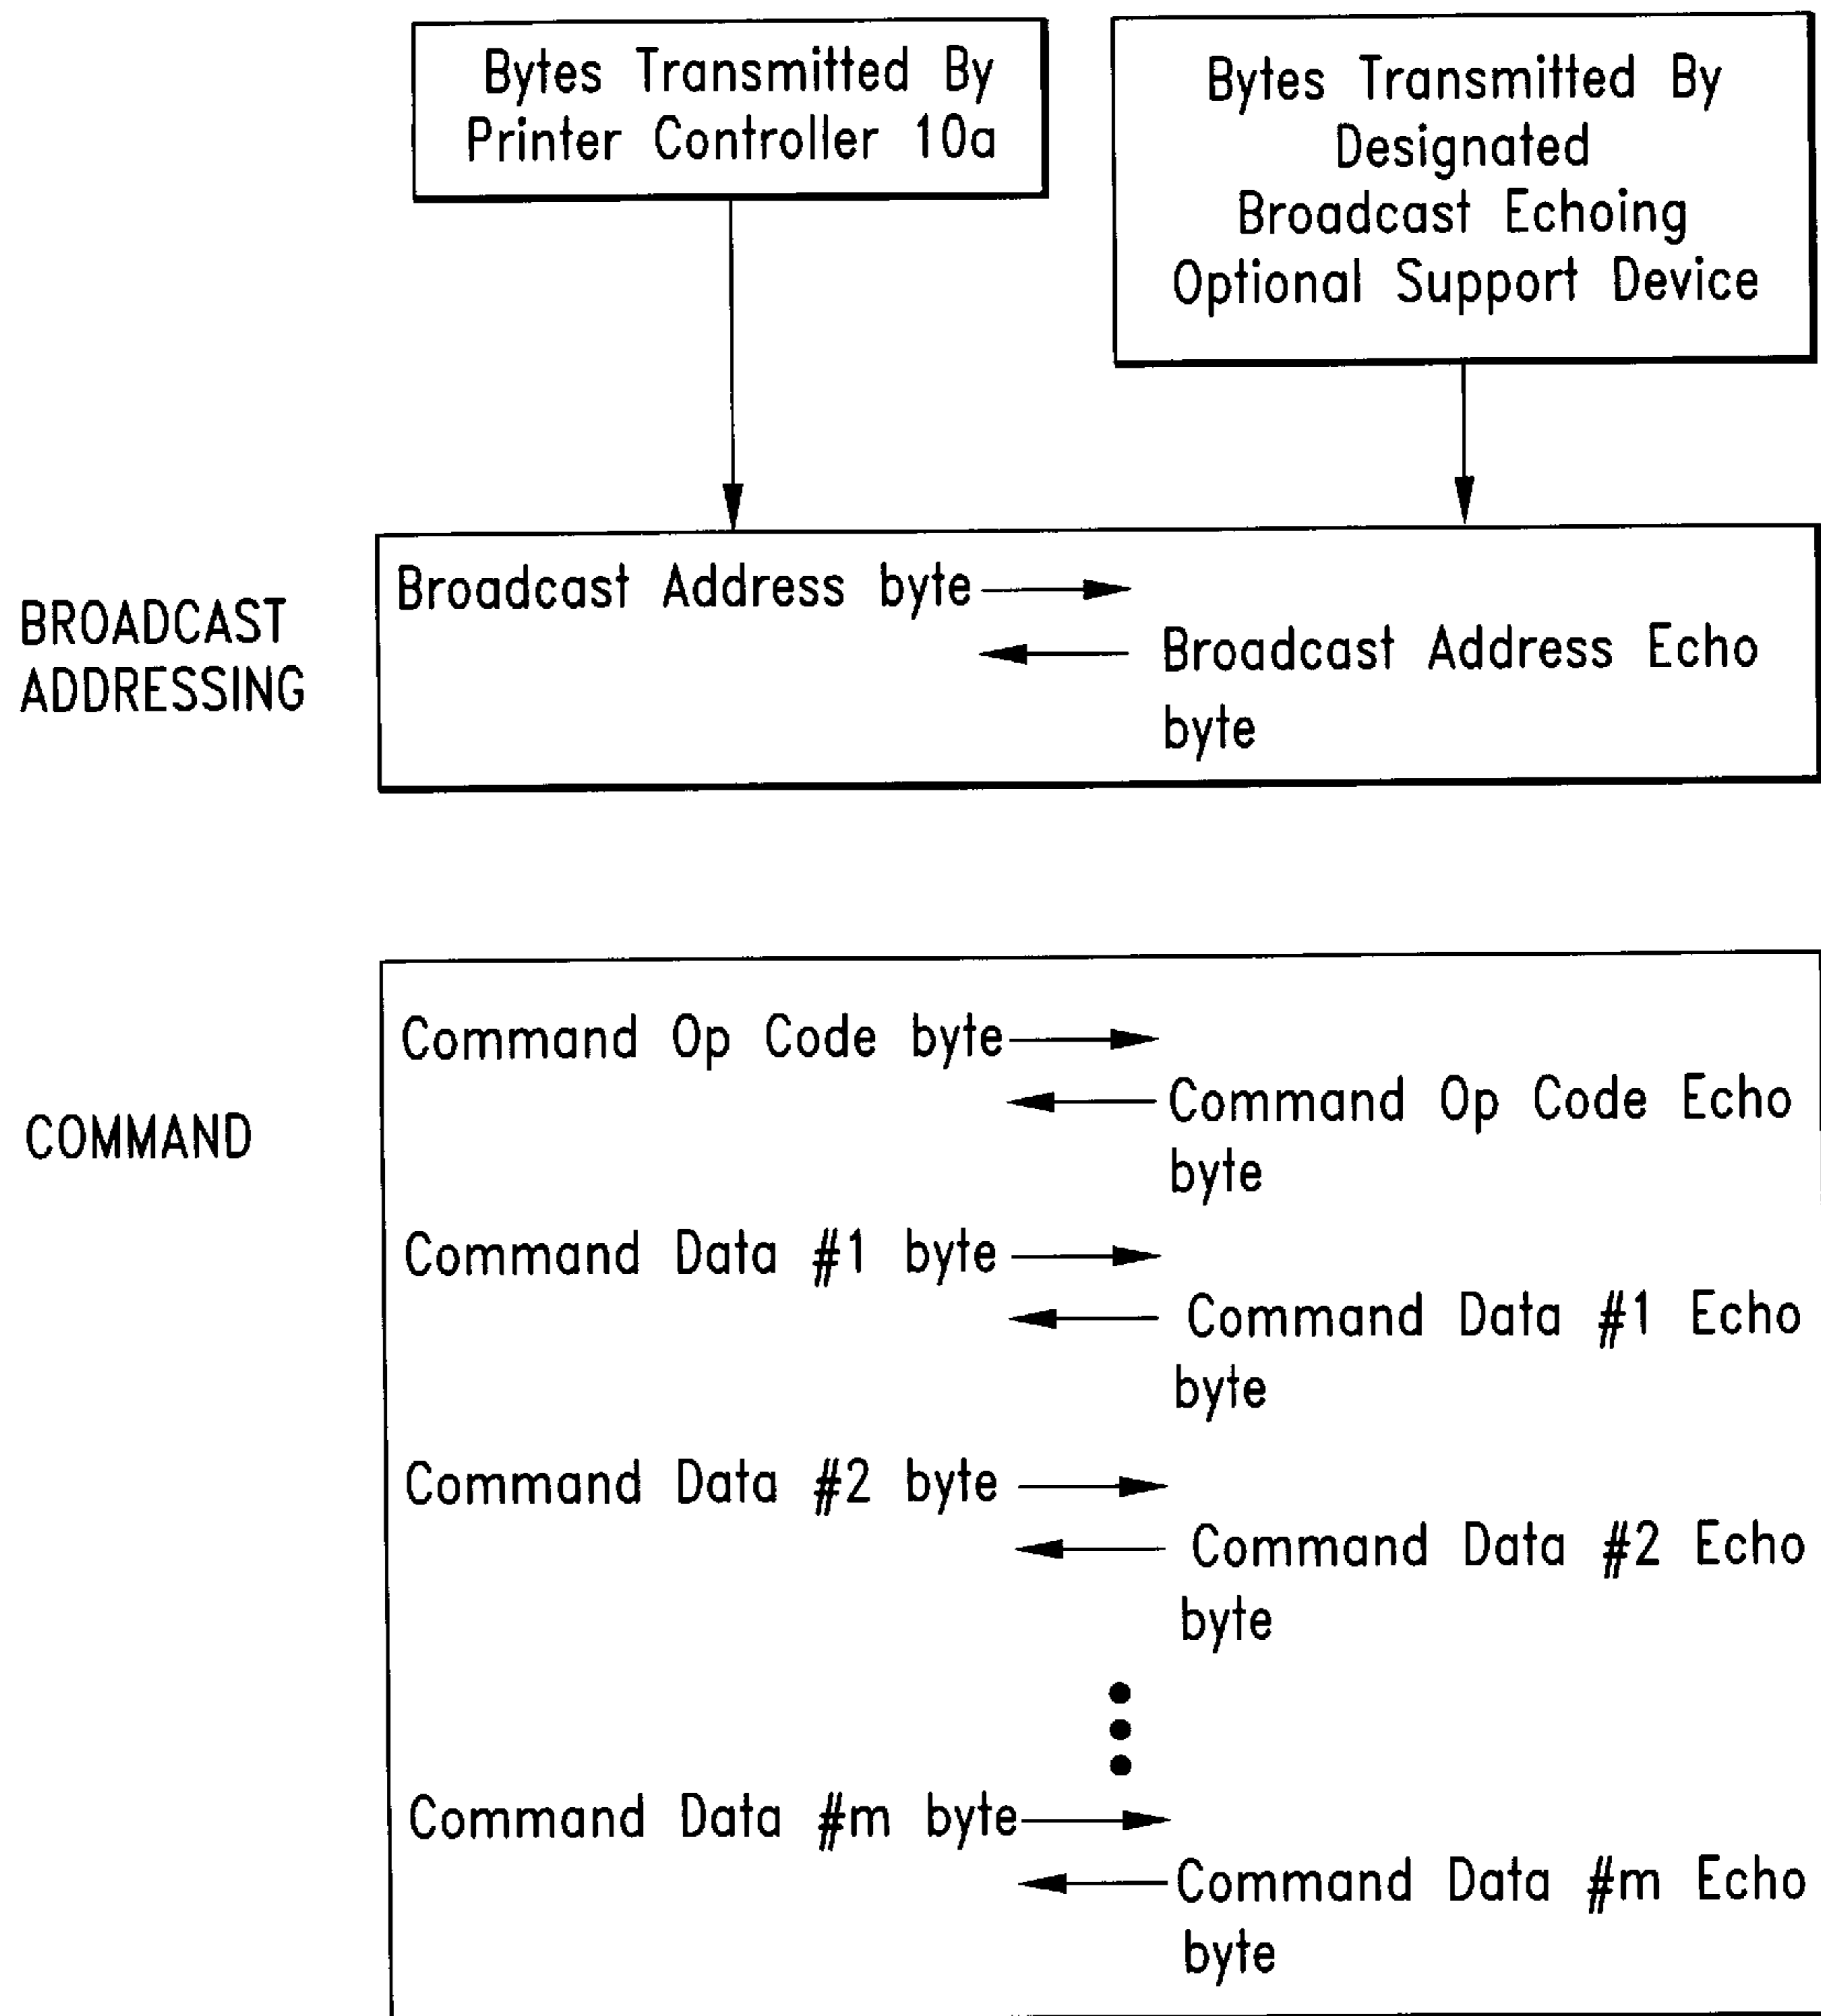 Bytes Transmitted By
Printer Controller 10a
Bytes Transmitted By
Designated
Broadcast Echoing
Optional Support Device
BROADCAST
ADDRESSING
Broadcast Address byte
Broadcast Address Echo
byte
COMMAND
Command Op Code byte
Command Op Code Echo
byte
Command Data #1 byte
Command Data #1 Echo
byte
Command Data #2 byte
Command Data #2 Echo
byte
Command Data #m byte
Command Data #m Echo
byte